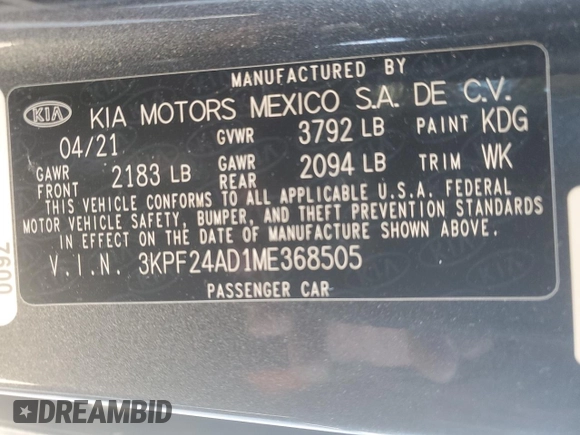 MANUFACTURED BY
KIA KIA MOTORS MEXICO S.A. DE C.V.
04/21 GVWR 3792 LB PAINT KDG
GAWR FRONT 2183 LB GAWR REAR 2094 LB TRIM WK
THIS VEHICLE CONFORMS TO ALL APPLICABLE U.S.A. FEDERAL
MOTOR VEHICLE SAFETY, BUMPER, AND THEFT PREVENTION STANDARDS
IN EFFECT ON THE DATE OF MANUFACTURE SHOWN ABOVE.
V.I.N. 3KPF24AD1ME368505
PASSENGER CAR
DREAMBID